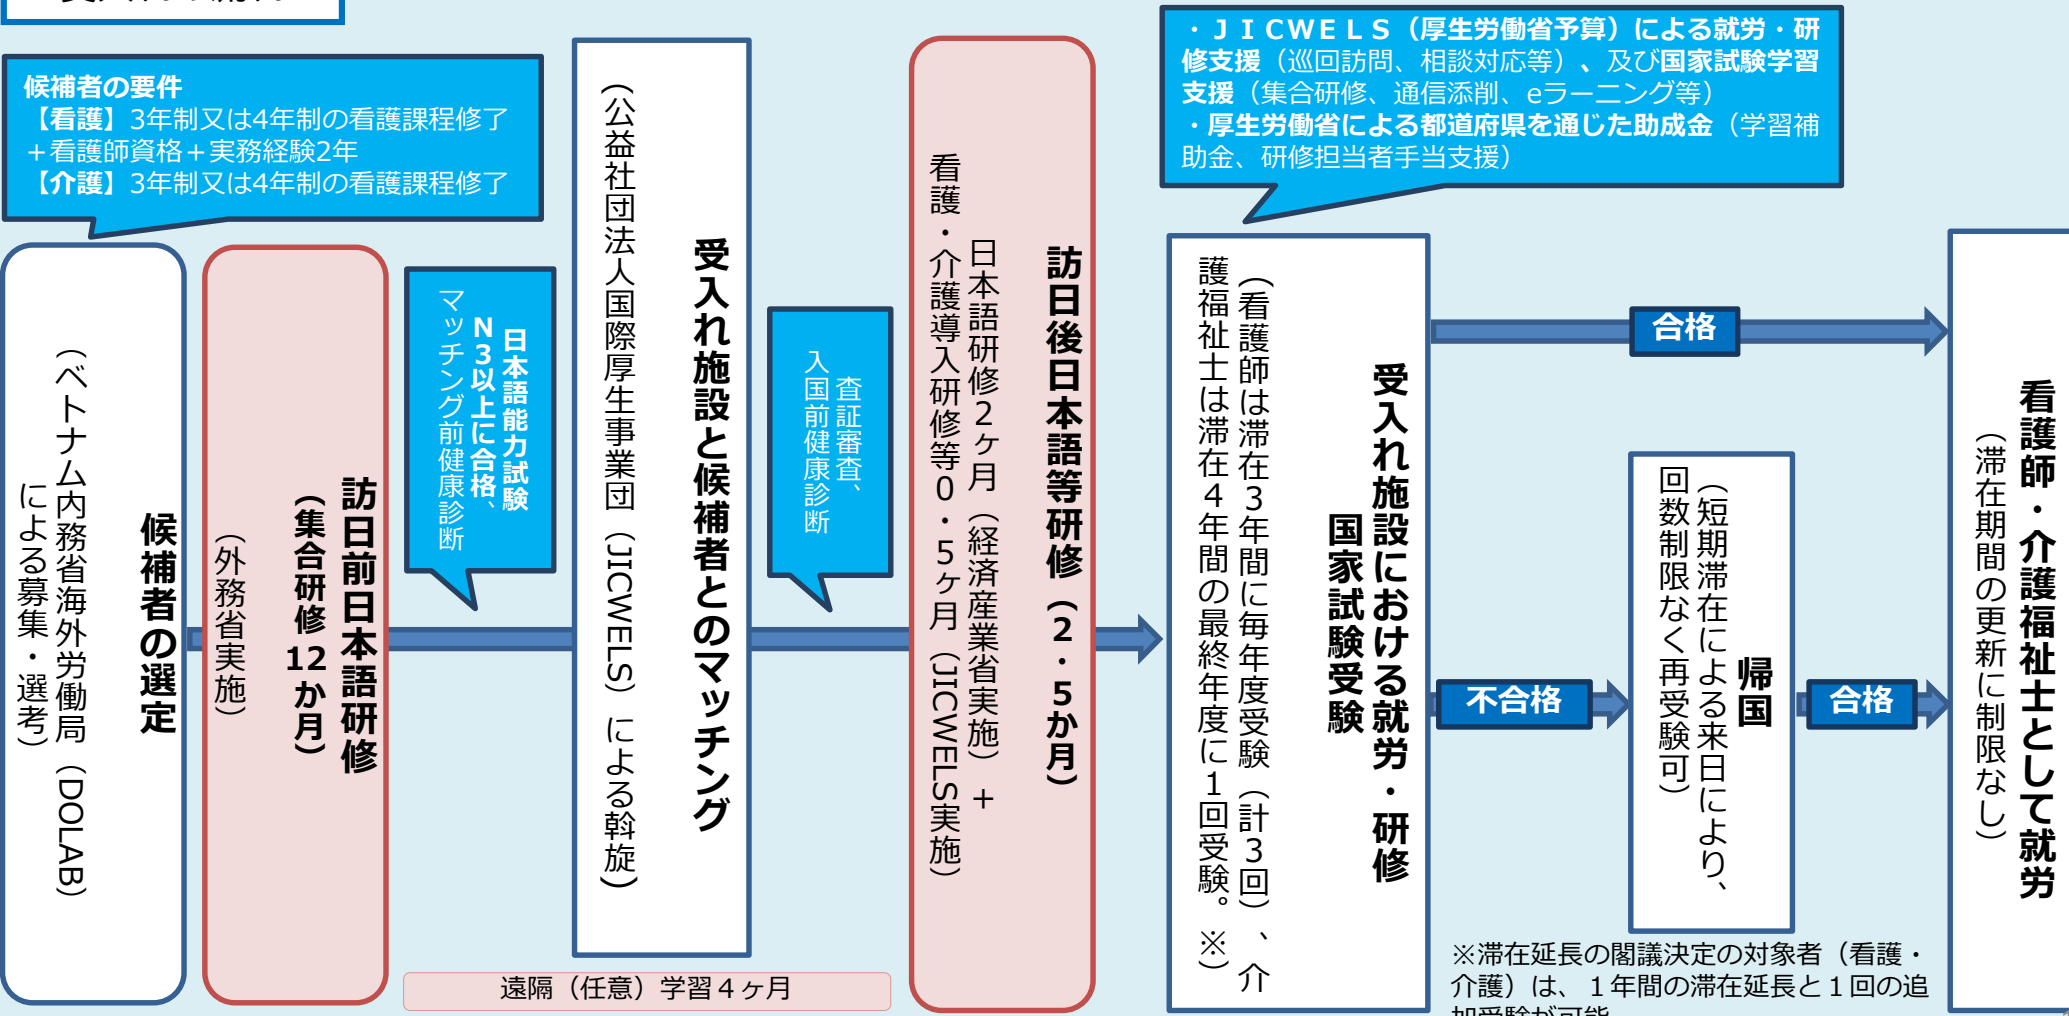 候補者の要件
【看護】3年制又は4年制の看護課程修了
＋看護師資格＋実務経験2年
【介護】3年制又は4年制の看護課程修了
候補者の選定
（ベトナム内務省海外労働局（DOLAB）
による募集・選考）
訪日前日本語研修
（集合研修12か月）
（外務省実施）
日本語能力試験
N３以上に合格、
マッチング前健康診断
受入れ施設と候補者とのマッチング
（公益社団法人国際厚生事業団（JICWELS）による斡旋）
遠隔（任意）学習４ヶ月
査証審査、
入国前健康診断
訪日後日本語等研修（２・５か月）
日本語研修２ヶ月（経済産業省実施）＋
看護・介護導入研修等０・５ヶ月（JICWELS実施）
・ＪＩＣＷＥＬＳ（厚生労働省予算）による就労・研
修支援（巡回訪問、相談対応等）、及び国家試験学習
支援（集合研修、通信添削、eラーニング等）
・厚生労働省による都道府県を通じた助成金（学習補
助金、研修担当者手当支援）
受入れ施設における就労・研修
国家試験受験
（看護師は滞在３年間に毎年度受験（計３回）、介
護福祉士は滞在４年間の最終年度に１回受験。※）
合格
不合格
帰国
（短期滞在による来日により、
回数制限なく再受験可）
合格
看護師・介護福祉士として就労
（滞在期間の更新に制限なし）
※滞在延長の閣議決定の対象者（看護・
介護）は、１年間の滞在延長と１回の追